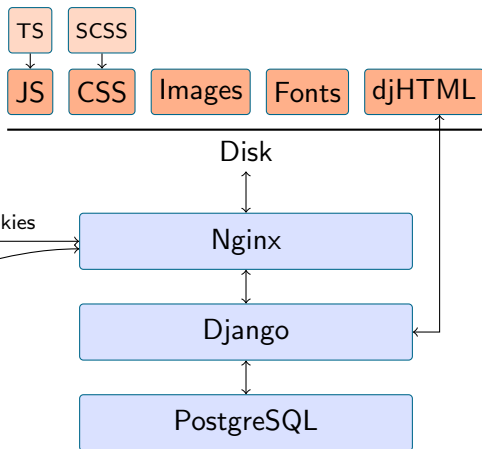 TS SCSS
JS CSS Images Fonts djHTML
Disk
kies
Nginx
Django
PostgreSQL